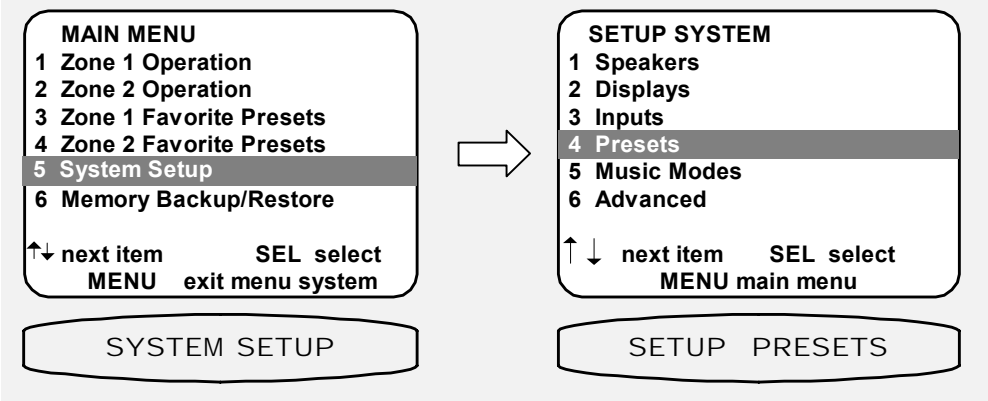 MAIN MENU
1 Zone 1 Operation
2 Zone 2 Operation
3 Zone 1 Favorite Presets
4 Zone 2 Favorite Presets
5 System Setup
6 Memory Backup/Restore
↑↓ next item SEL select
MENU exit menu system
SYSTEM SETUP
SETUP SYSTEM
1 Speakers
2 Displays
3 Inputs
4 Presets
5 Music Modes
6 Advanced
↑ ↓ next item SEL select
MENU main menu
SETUP PRESETS